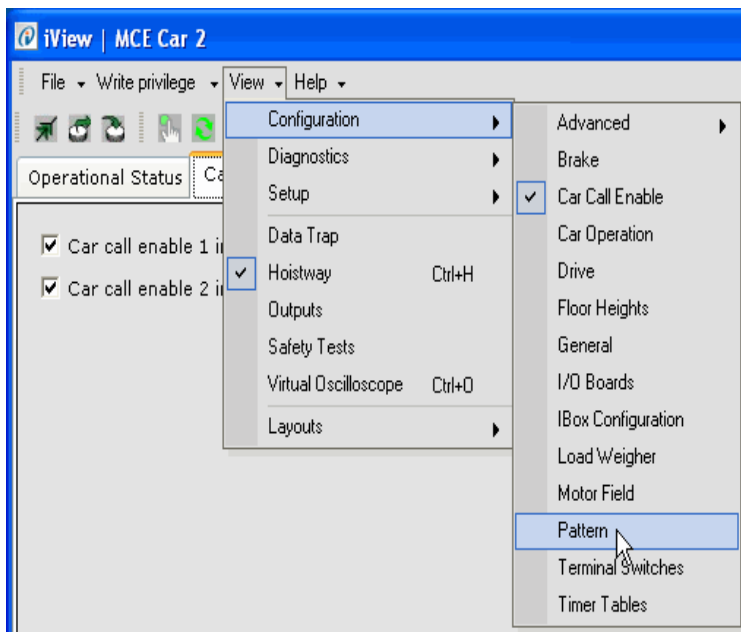 iView | MCE Car 2
File Write privilege View Help
Operational Status
Car call enable 1
Car call enable 2
Configuration
Diagnostics
Setup
Data Trap
Hoistway Ctrl+H
Outputs
Safety Tests
Virtual Oscilloscope Ctrl+O
Layouts
Advanced
Brake
Car Call Enable
Car Operation
Drive
Floor Heights
General
I/O Boards
IBox Configuration
Load Weigher
Motor Field
Pattern
Terminal Switches
Timer Tables